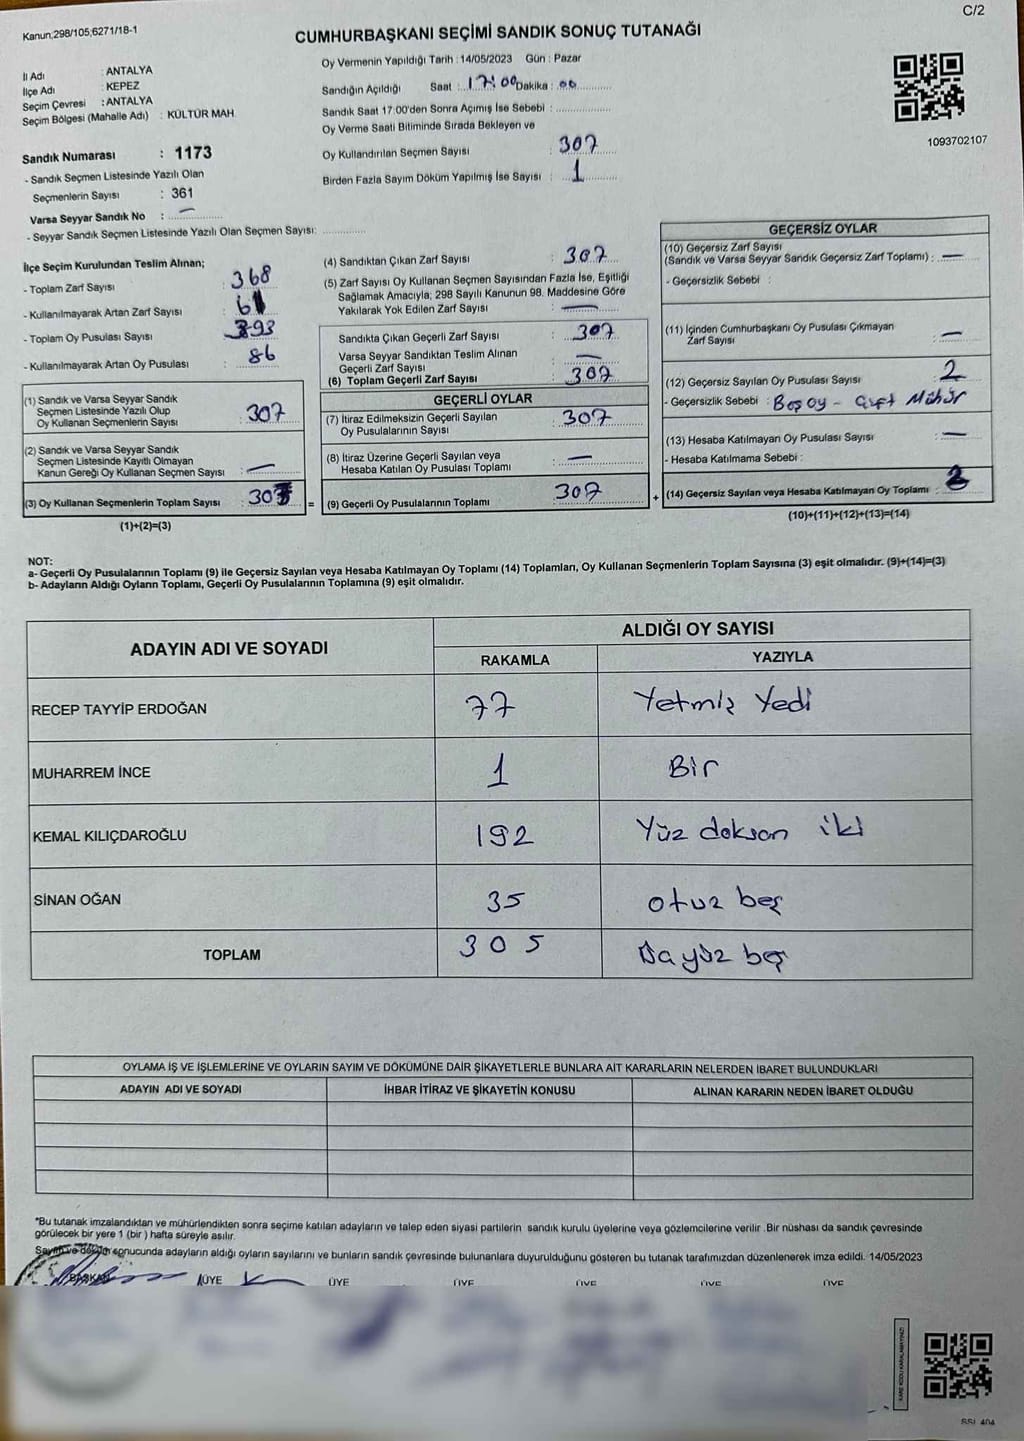 C/2
Kanun,298/105,6271/18-1
CUMHURBAŞKANI SEÇİMİ SANDIK SONUÇ TUTANAĞI
İl Adı : ANTALYA
İlçe Adı : KEPEZ
Seçim Çevresi : ANTALYA
Seçim Bölgesi (Mahalle Adı) : KÜLTÜR MAH.
Sandık Numarası : 1173
- Sandık Seçmen Listesinde Yazılı Olan
Seçmenlerin Sayısı : 361
Varsa Seyyar Sandık No : —
- Seyyar Sandık Seçmen Listesinde Yazılı Olan Seçmen Sayısı:
Oy Vermenin Yapıldığı Tarih : 14/05/2023 Gün : Pazar
Sandığın Açıldığı Saat : 17:00 Dakika : 00
Sandık Saat 17:00'den Sonra Açımış İse Sebebi :
Oy Verme Saati Bitiminde Sırada Bekleyen ve
Oy Kullandırılan Seçmen Sayısı : 307
Birden Fazla Sayım Döküm Yapılmış İse Sayısı : 1
1093702107
İlçe Seçim Kurulundan Teslim Alınan;
- Toplam Zarf Sayısı : 368
- Kullanılmayarak Artan Zarf Sayısı : 61
- Toplam Oy Pusulası Sayısı : 393
- Kullanılmayarak Artan Oy Pusulası : 86
(1) Sandık ve Varsa Seyyar Sandık
Seçmen Listesinde Yazılı Olup
Oy Kullanan Seçmenlerin Sayısı : 307
(2) Sandık ve Varsa Seyyar Sandık
Seçmen Listesinde Kayıtlı Olmayan
Kanun Gereği Oy Kullanan Seçmen Sayısı : —
(3) Oy Kullanan Seçmenlerin Toplam Sayısı : 307
(1)+(2)=(3)
(4) Sandıktan Çıkan Zarf Sayısı : 307
(5) Zarf Sayısı Oy Kullanan Seçmen Sayısından Fazla İse, Eşitliği
Sağlamak Amacıyla; 298 Sayılı Kanunun 98. Maddesine Göre
Yakılarak Yok Edilen Zarf Sayısı : —
Sandıkta Çıkan Geçerli Zarf Sayısı : 307
Varsa Seyyar Sandıktan Teslim Alınan
Geçerli Zarf Sayısı : —
(6) Toplam Geçerli Zarf Sayısı : 307
GEÇERLİ OYLAR
(7) İtiraz Edilmeksizin Geçerli Sayılan
Oy Pusulalarının Sayısı : 307
(8) İtiraz Üzerine Geçerli Sayılan veya
Hesaba Katılan Oy Pusulası Toplamı : —
= (9) Geçerli Oy Pusulalarının Toplamı : 307
GEÇERSİZ OYLAR
(10) Geçersiz Zarf Sayısı
(Sandık ve Varsa Seyyar Sandık Geçersiz Zarf Toplamı) : —
- Geçersizlik Sebebi :
(11) İçinden Cumhurbaşkanı Oy Pusulası Çıkmayan
Zarf Sayısı : —
(12) Geçersiz Sayılan Oy Pusulası Sayısı : 2
- Geçersizlik Sebebi : Boş oy - Çift Mühür
(13) Hesaba Katılmayan Oy Pusulası Sayısı : —
- Hesaba Katılmama Sebebi :
+ (14) Geçersiz Sayılan veya Hesaba Katılmayan Oy Toplamı : 2
(10)+(11)+(12)+(13)=(14)
NOT:
a- Geçerli Oy Pusulalarının Toplamı (9) ile Geçersiz Sayılan veya Hesaba Katılmayan Oy Toplamı (14) Toplamları, Oy Kullanan Seçmenlerin Toplam Sayısına (3) eşit olmalıdır. (9)+(14)=(3)
b- Adayların Aldığı Oyların Toplamı, Geçerli Oy Pusulalarının Toplamına (9) eşit olmalıdır.
ADAYIN ADI VE SOYADI
ALDIĞI OY SAYISI
RAKAMLA YAZIYLA
RECEP TAYYİP ERDOĞAN 77 Yetmiş Yedi
MUHARREM İNCE 1 Bir
KEMAL KILIÇDAROĞLU 192 Yüz doksan iki
SİNAN OĞAN 35 otuz beş
TOPLAM 305
OYLAMA İŞ VE İŞLEMLERİNE VE OYLARIN SAYIM VE DÖKÜMÜNE DAİR ŞİKAYETLERLE BUNLARA AİT KARARLARIN NELERDEN İBARET BULUNDUKLARI
ADAYIN ADI VE SOYADI İHBAR İTİRAZ VE ŞİKAYETİN KONUSU ALINAN KARARIN NEDEN İBARET OLDUĞU
*Bu tutanak imzalandıktan ve mühürlendikten sonra seçime katılan adayların ve talep eden siyasi partilerin sandık kurulu üyelerine veya gözlemcilerine verilir .Bir nüshası da sandık çevresinde
görülecek bir yere 1 (bir ) hafta süreyle asılır.
Sayım ve döküm sonucunda adayların aldığı oyların sayılarını ve bunların sandık çevresinde bulunanlara duyurulduğunu gösteren bu tutanak tarafımızdan düzenlenerek imza edildi. 14/05/2023
BAŞKAN ÜYE ÜYE ÜYE ÜYE ÜYE ÜYE